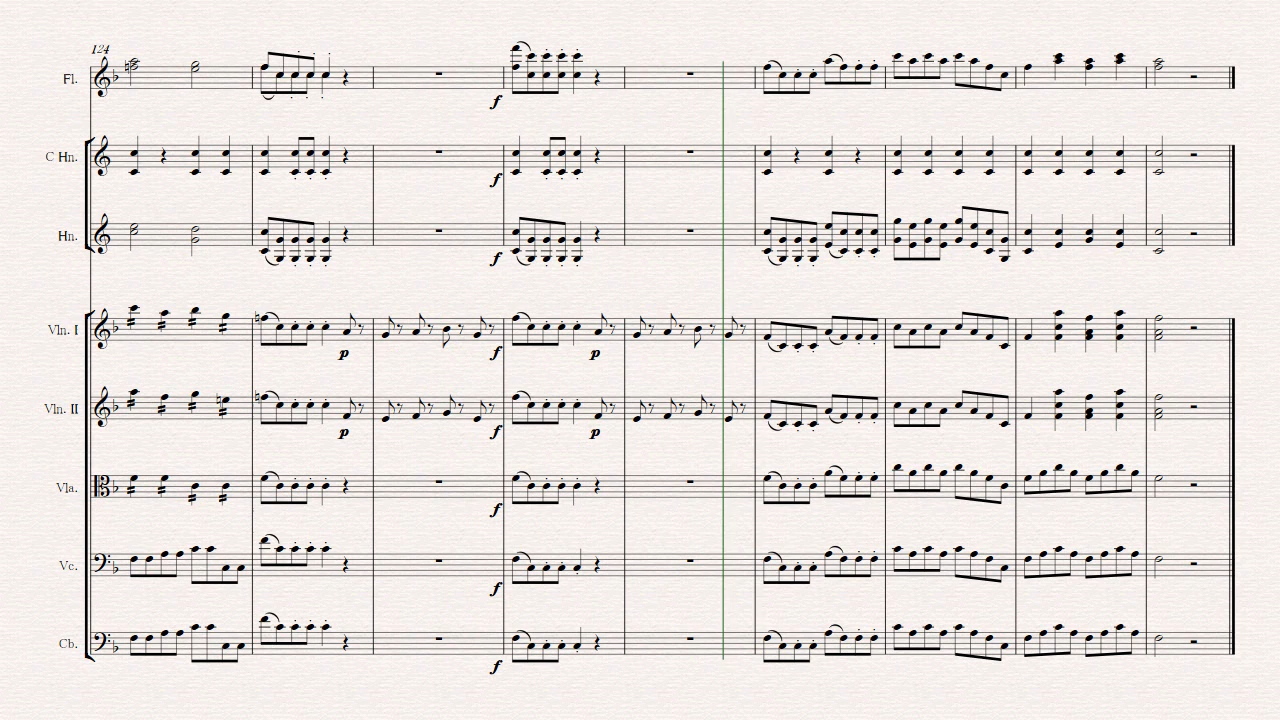 124
Fl.
f
C Hn.
f
Hn.
f
Vln. I
p f p
Vln. II
p f p
Vla.
f
Vc.
f
Cb.
f